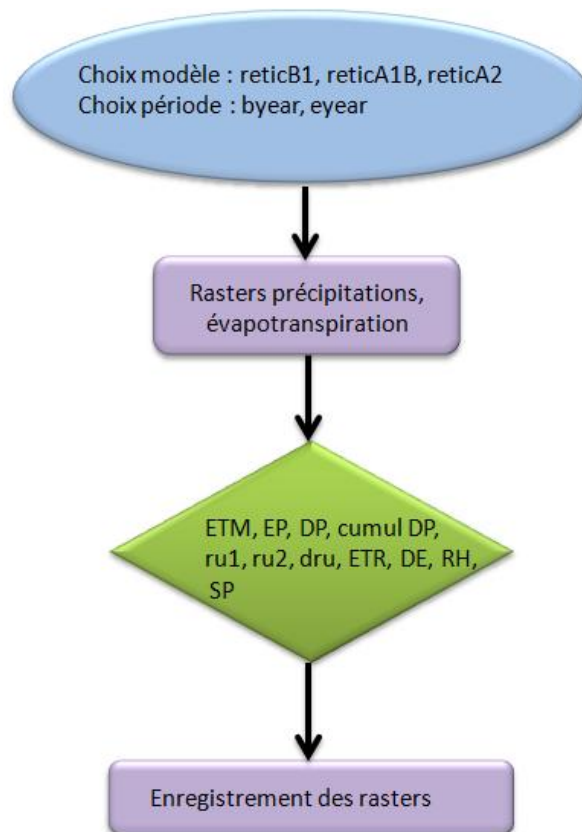 Choix modèle : reticB1, reticA1B, reticA2
Choix période : byear, eyear
Rasters précipitations,
évapotranspiration
ETM, EP, DP, cumul DP,
ru1, ru2, dru, ETR, DE, RH,
SP
Enregistrement des rasters